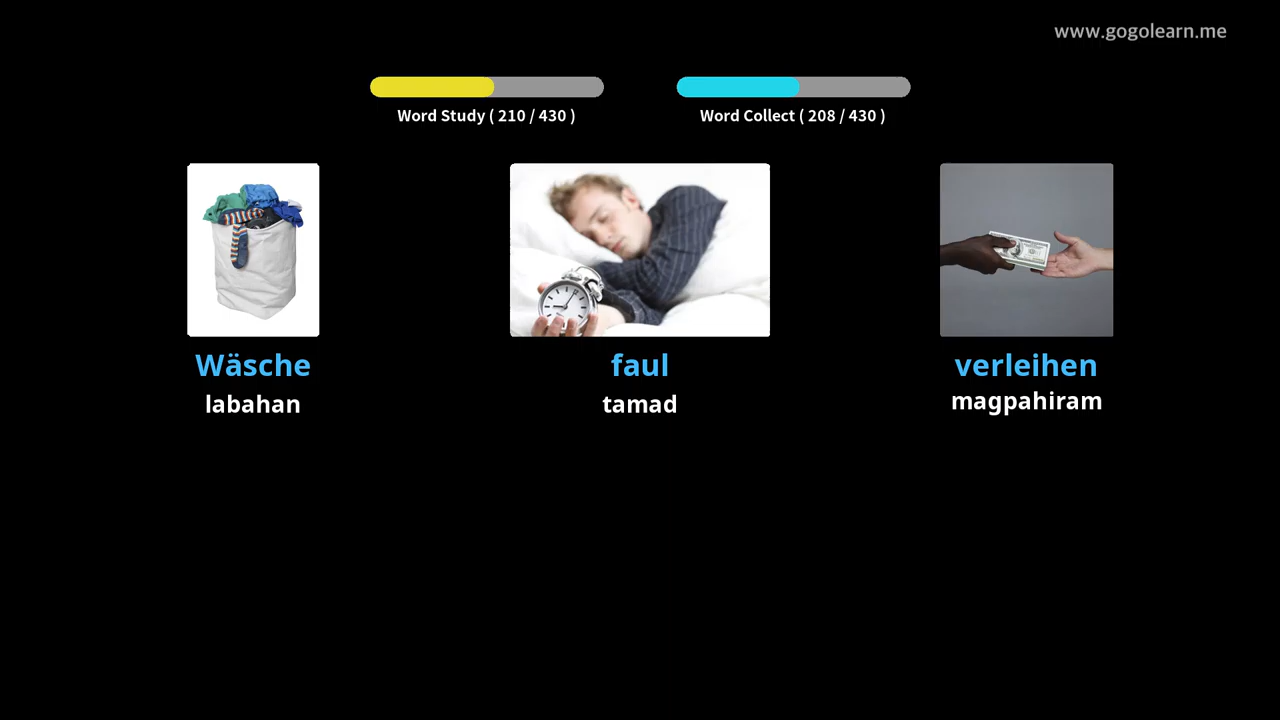 www.gogolearn.me
Word Study ( 210 / 430 )
Word Collect ( 208 / 430 )
Wäsche
labahan
faul
tamad
verleihen
magpahiram